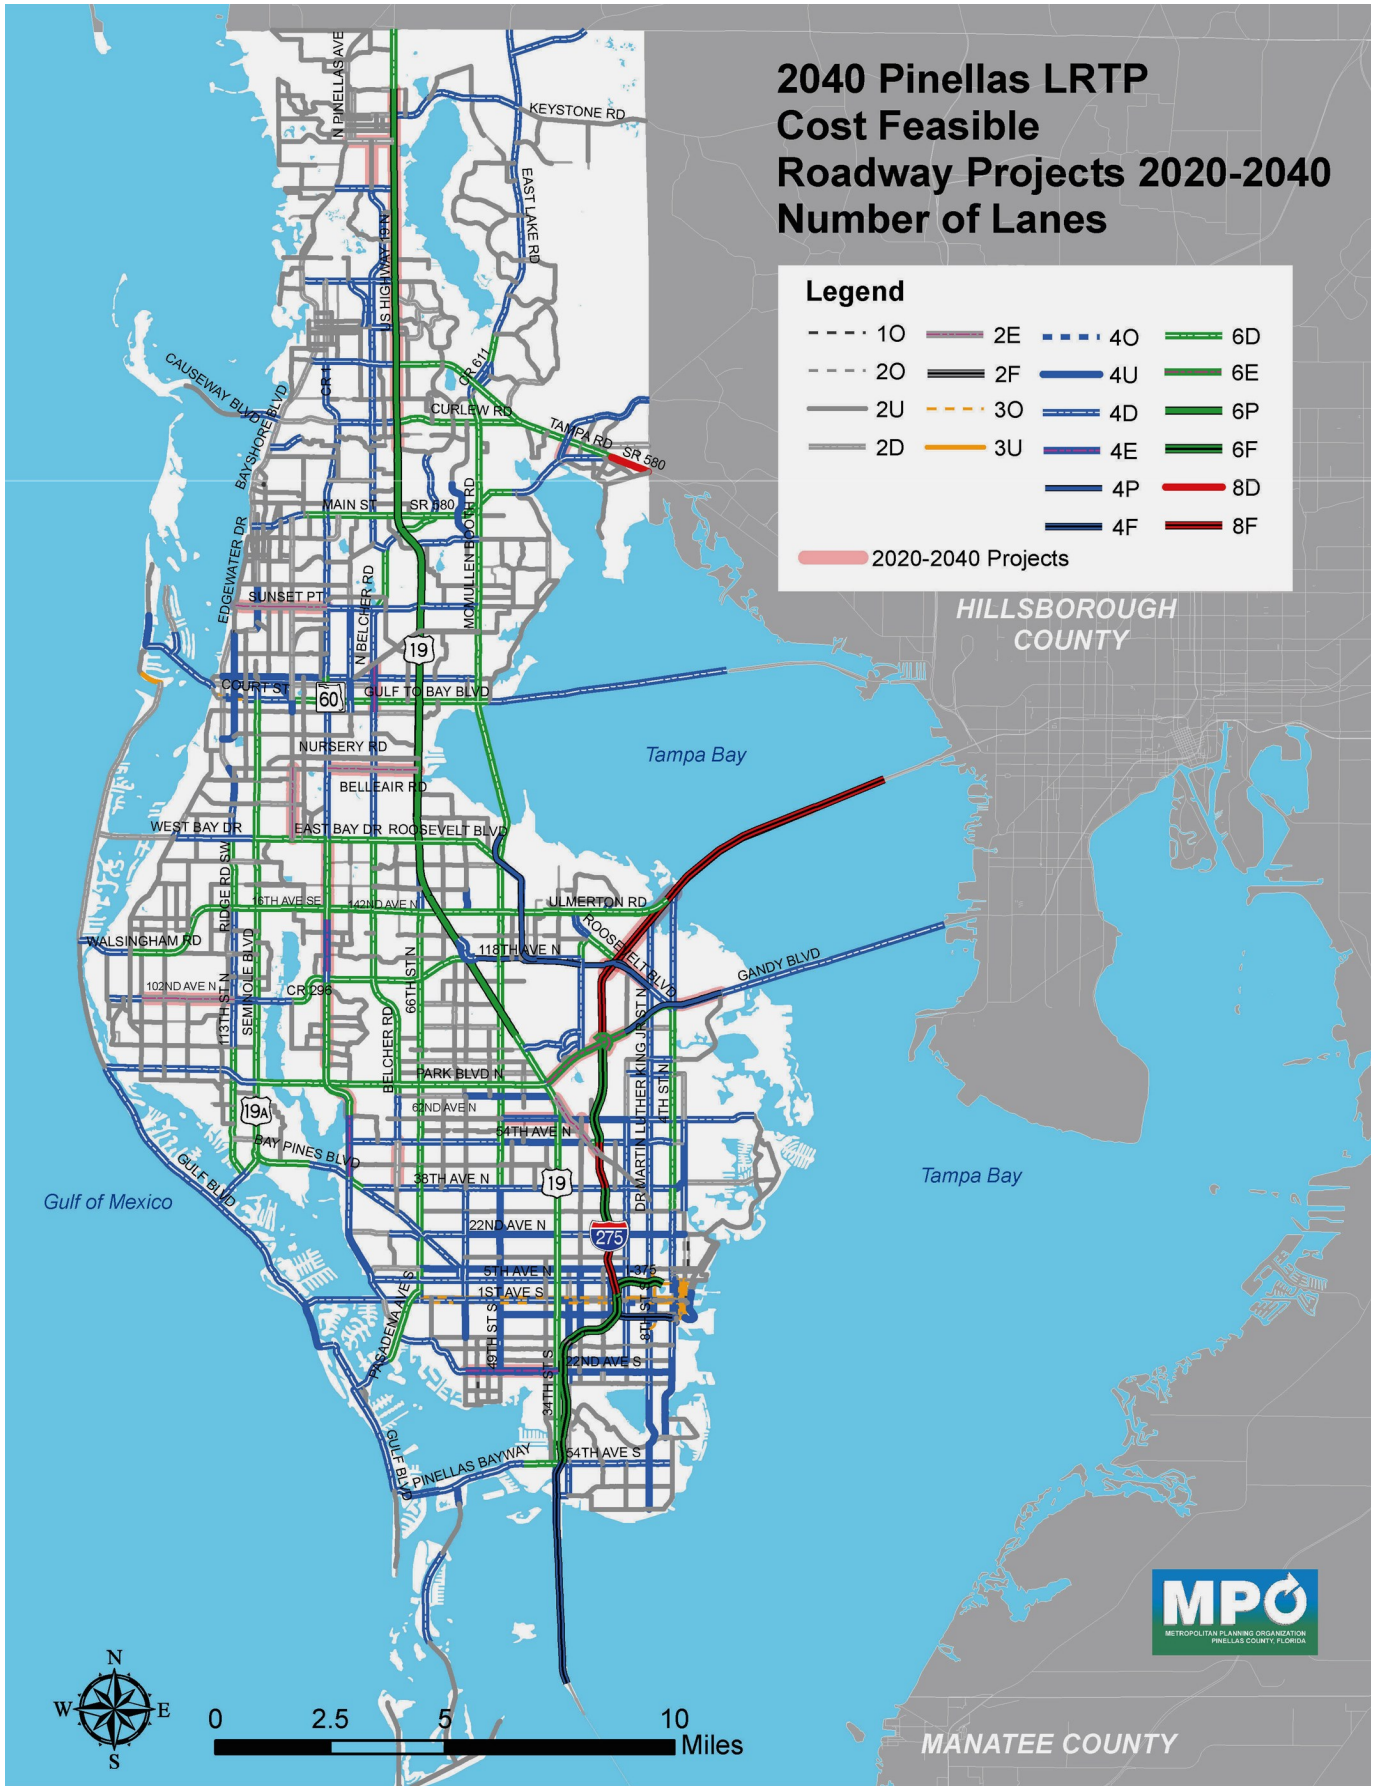 2040 Pinellas LRTP
Cost Feasible
Roadway Projects 2020-2040
Number of Lanes
Legend
1O
2O
2U
2D
2E
2F
3O
3U
4O
4U
4D
4E
4P
4F
6D
6E
6P
6F
8D
8F
2020-2040 Projects
N PINELLAS AVE
KEYSTONE RD
EAST LAKE RD
US HIGHWAY 19 N
CR 611
CR 1
CAUSEWAY BLVD
BAYSHORE BLVD
CURLEW RD
TAMPA RD
SR 580
MAIN ST
SR 580
MCMULLEN BOOTH RD
EDGEWATER DR
SUNSET PT
N BELCHER RD
19
HILLSBOROUGH
COUNTY
COURT ST
60
GULF TO BAY BLVD
NURSERY RD
Tampa Bay
BELLEAIR RD
WEST BAY DR
EAST BAY DR
ROOSEVELT BLVD
RIDGE RD SW
16TH AVE SE
142ND AVE N
ULMERTON RD
WALSINGHAM RD
SEMINOLE BLVD
118TH AVE N
ROOSEVELT BLVD
GANDY BLVD
66TH ST N
102ND AVE N
CR 296
113TH ST N
BELCHER RD
DR MARTIN LUTHER KING JR ST N
4TH ST N
PARK BLVD N
62ND AVE N
19A
54TH AVE N
BAY PINES BLVD
GULF BLVD
38TH AVE N
19
Gulf of Mexico
Tampa Bay
22ND AVE N
275
5TH AVE N
I-375
1ST AVE S
PASADENA AVE S
49TH ST S
8TH ST S
34TH ST S
22ND AVE S
GULF BLVD
PINELLAS BAYWAY
54TH AVE S
MPO
METROPOLITAN PLANNING ORGANIZATION
PINELLAS COUNTY, FLORIDA
N
W E
S
0 2.5 5 10
Miles
MANATEE COUNTY